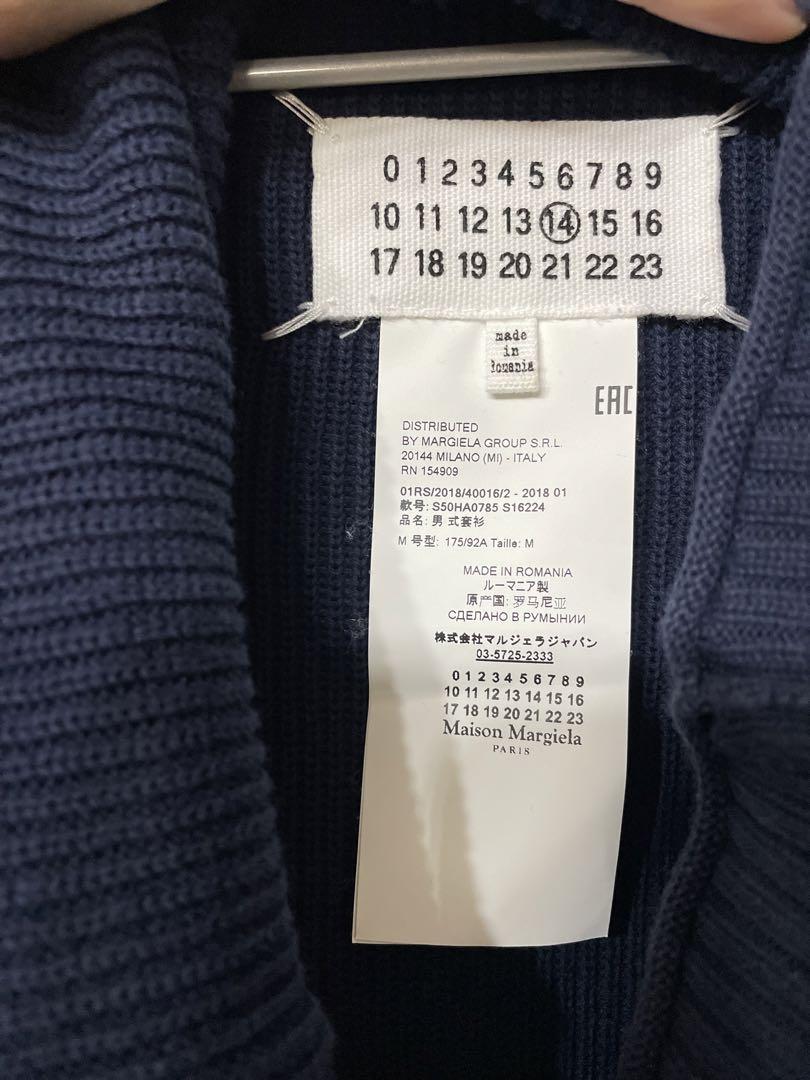 0 1 2 3 4 5 6 7 8 9
10 11 12 13 14 15 16
17 18 19 20 21 22 23
made
in
Romania
EAC
DISTRIBUTED
BY MARGIELA GROUP S.R.L.
20144 MILANO (MI) - ITALY
RN 154909
01RS/2018/40016/2 - 2018 01
款号: S50HA0785 S16224
品名: 男 式套衫
M 号型: 175/92A Taille: M
MADE IN ROMANIA
ルーマニア製
原产国: 罗马尼亚
СДЕЛАНО В РУМЫНИИ
株式会社マルジェラジャパン
03-5725-2333
0 1 2 3 4 5 6 7 8 9
10 11 12 13 14 15 16
17 18 19 20 21 22 23
Maison Margiela
PARIS